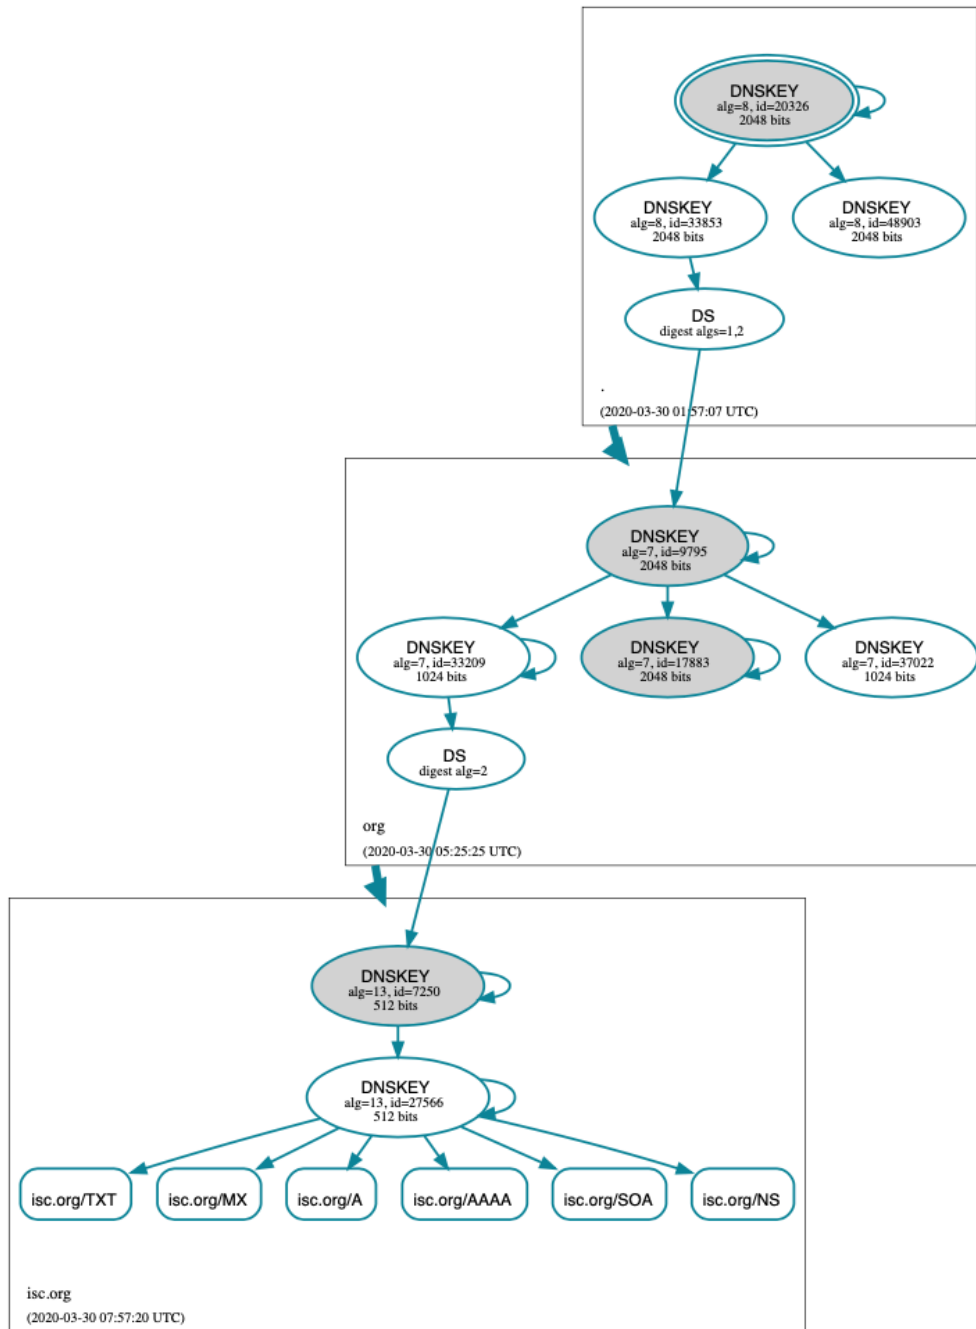 DNSKEY
alg=8, id=20326
2048 bits
DNSKEY
alg=8, id=33853
2048 bits
DNSKEY
alg=8, id=48903
2048 bits
DS
digest algs=1,2
.
(2020-03-30 01:57:07 UTC)
DNSKEY
alg=7, id=9795
2048 bits
DNSKEY
alg=7, id=33209
1024 bits
DNSKEY
alg=7, id=17883
2048 bits
DNSKEY
alg=7, id=37022
1024 bits
DS
digest alg=2
org
(2020-03-30 05:25:25 UTC)
DNSKEY
alg=13, id=7250
512 bits
DNSKEY
alg=13, id=27566
512 bits
isc.org/TXT
isc.org/MX
isc.org/A
isc.org/AAAA
isc.org/SOA
isc.org/NS
isc.org
(2020-03-30 07:57:20 UTC)